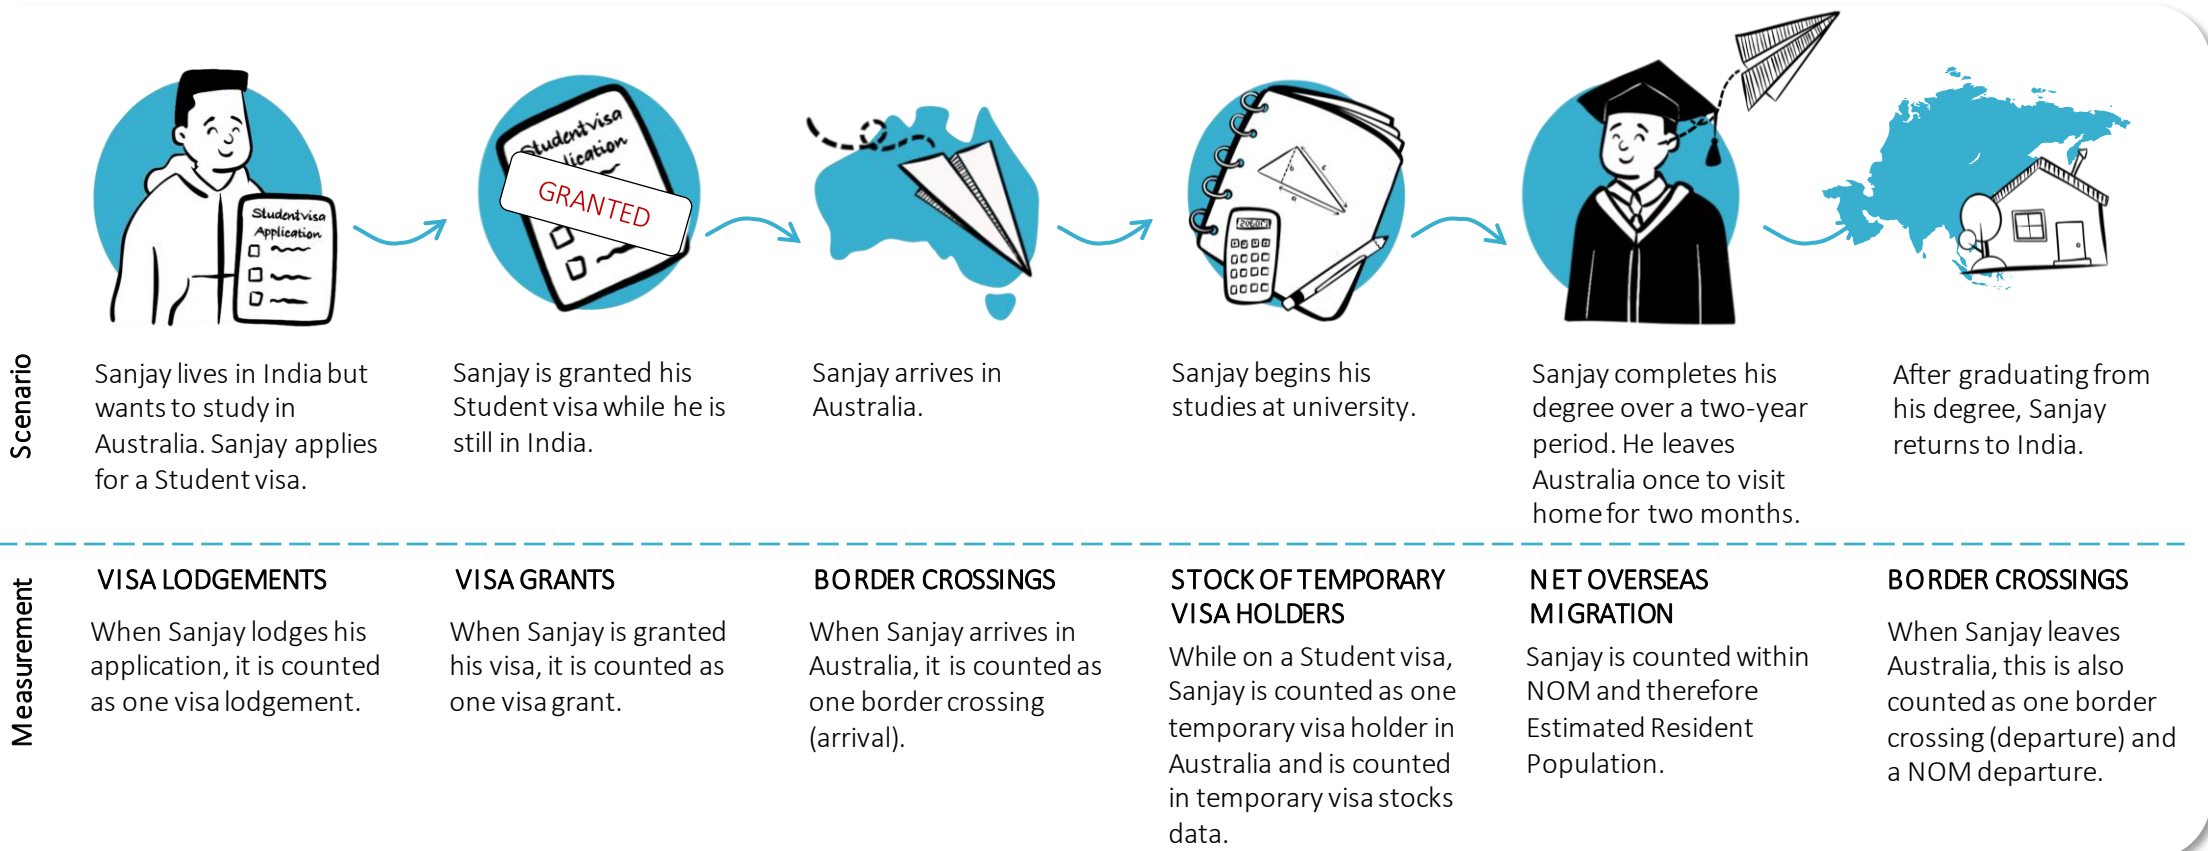 Student visa
Application
Student visa
lication
GRANTED
Scenario
Sanjay lives in India but
wants to study in
Australia. Sanjay applies
for a Student visa.
Sanjay is granted his
Student visa while he is
still in India.
Sanjay arrives in
Australia.
Sanjay begins his
studies at university.
Sanjay completes his
degree over a two-year
period. He leaves
Australia once to visit
home for two months.
After graduating from
his degree, Sanjay
returns to India.
Measurement
VISA LODGEMENTS
When Sanjay lodges his
application, it is counted
as one visa lodgement.
VISA GRANTS
When Sanjay is granted
his visa, it is counted as
one visa grant.
BORDER CROSSINGS
When Sanjay arrives in
Australia, it is counted as
one border crossing
(arrival).
STOCK OF TEMPORARY
VISA HOLDERS
While on a Student visa,
Sanjay is counted as one
temporary visa holder in
Australia and is counted
in temporary visa stocks
data.
NET OVERSEAS
MIGRATION
Sanjay is counted within
NOM and therefore
Estimated Resident
Population.
BORDER CROSSINGS
When Sanjay leaves
Australia, this is also
counted as one border
crossing (departure) and
a NOM departure.